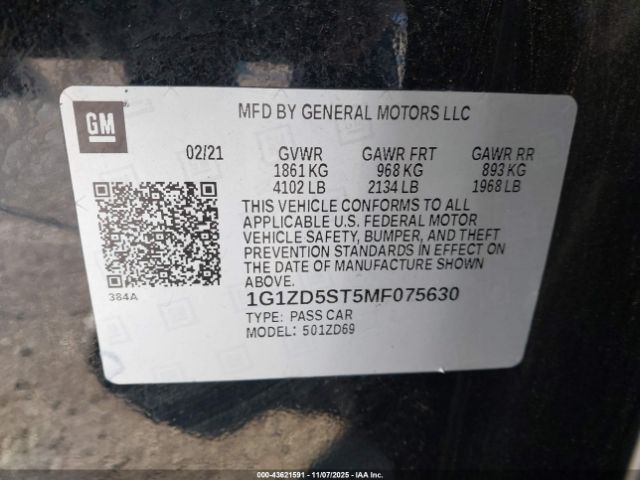 GM
MFD BY GENERAL MOTORS LLC
02/21 GVWR GAWR FRT GAWR RR
1861 KG 968 KG 893 KG
4102 LB 2134 LB 1968 LB
THIS VEHICLE CONFORMS TO ALL
APPLICABLE U.S. FEDERAL MOTOR
VEHICLE SAFETY, BUMPER, AND THEFT
PREVENTION STANDARDS IN EFFECT ON
THE DATE OF MANUFACTURE SHOWN
ABOVE.
384A
1G1ZD5ST5MF075630
TYPE: PASS CAR
MODEL: 501ZD69
IAA 43621591 | 11/07/2025 | IAAI.COM